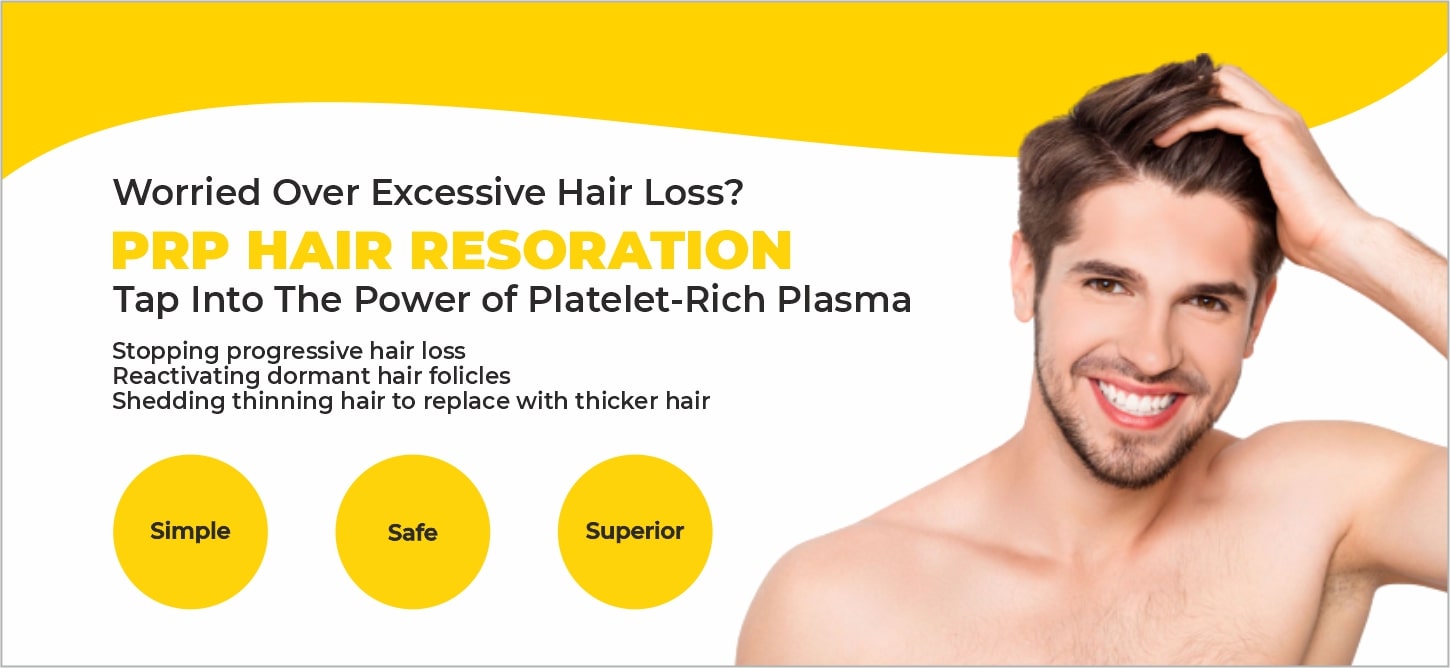 Worried Over Excessive Hair Loss?
PRP HAIR RESORATION
Tap Into The Power of Platelet-Rich Plasma
Stopping progressive hair loss
Reactivating dormant hair folicles
Shedding thinning hair to replace with thicker hair
Simple
Safe
Superior